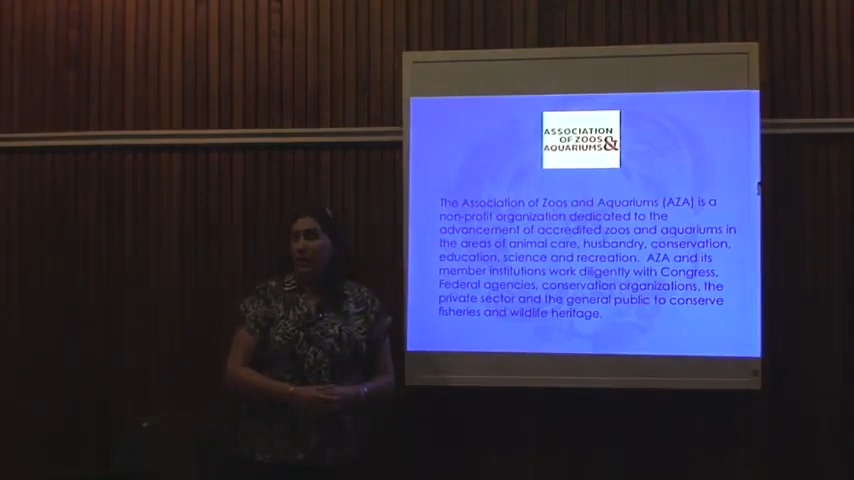 ASSOCIATION
OF ZOOS
AQUARIUMS &
The Association of Zoos and Aquariums (AZA) is a
non-profit organization dedicated to the
advancement of accredited zoos and aquariums in
the areas of animal care, husbandry, conservation,
education, science and recreation. AZA and its
member institutions work diligently with Congress,
Federal agencies, conservation organizations, the
private sector and the general public to conserve
fisheries and wildlife heritage.